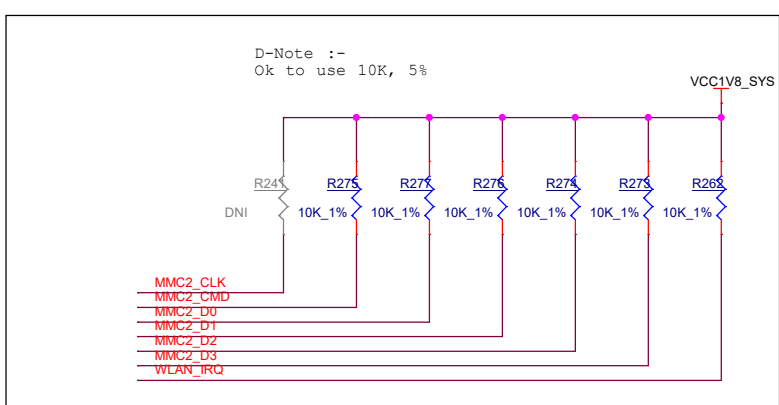 D-Note :-
Ok to use 10K, 5%
VCC1V8_SYS
R241 R275 R277 R276 R274 R273 R262
DNI 10K_1% 10K_1% 10K_1% 10K_1% 10K_1% 10K_1%
MMC2_CLK
MMC2_CMD
MMC2_D0
MMC2_D1
MMC2_D2
MMC2_D3
WLAN_IRQ